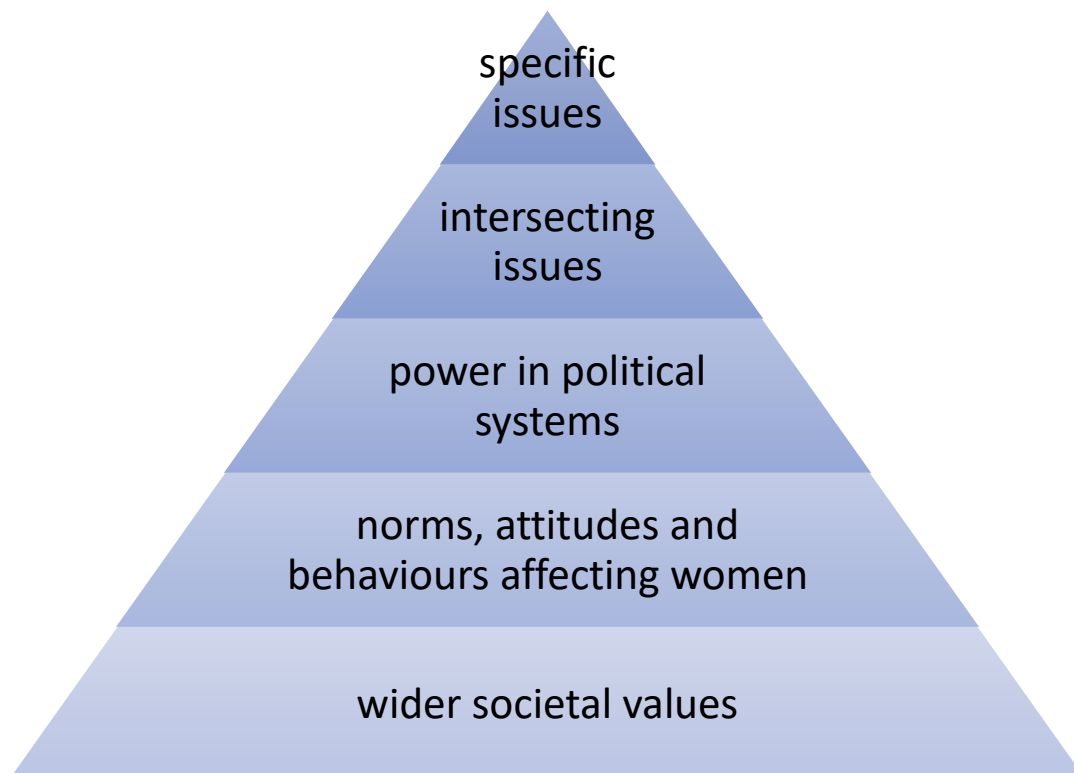 specific
issues
intersecting
issues
power in political
systems
norms, attitudes and
behaviours affecting women
wider societal values